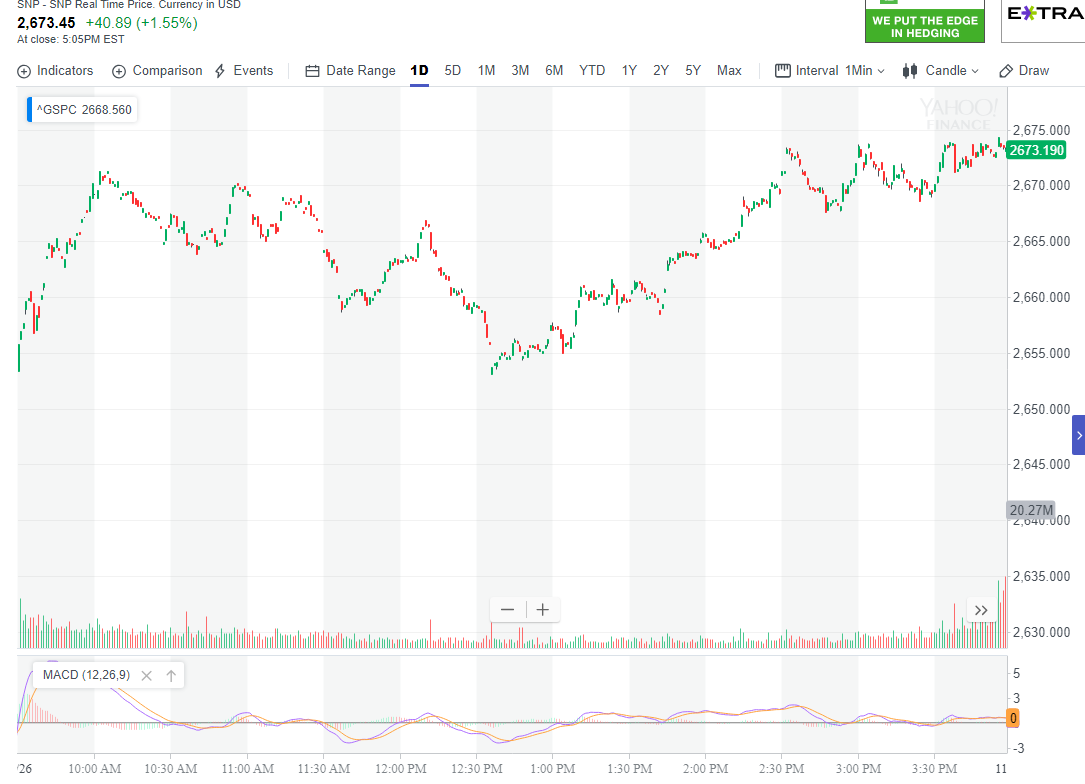 SNP - SNP Real Time Price. Currency in USD
2,673.45 +40.89 (+1.55%)
At close: 5:05PM EST
WE PUT THE EDGE
IN HEDGING
E*TRA
Indicators Comparison Events Date Range 1D 5D 1M 3M 6M YTD 1Y 2Y 5Y Max Interval 1Min Candle Draw
^GSPC 2668.560
YAHOO!
FINANCE
2,675.000
2673.190
2,670.000
2,665.000
2,660.000
2,655.000
2,650.000
2,645.000
20.27M
2,640.000
2,635.000
2,630.000
MACD (12,26,9)
5
3
0
-3
/26 10:00 AM 10:30 AM 11:00 AM 11:30 AM 12:00 PM 12:30 PM 1:00 PM 1:30 PM 2:00 PM 2:30 PM 3:00 PM 3:30 PM 11